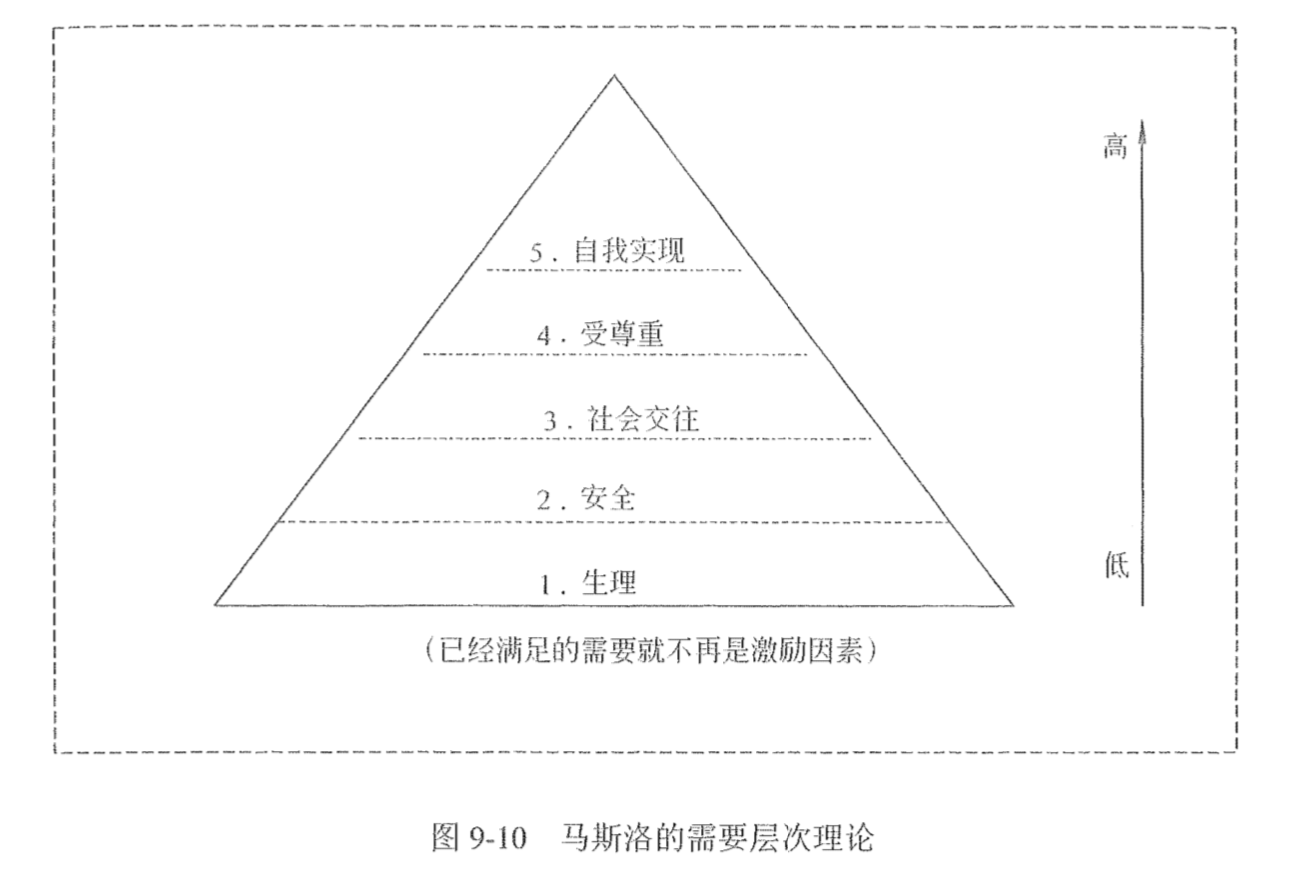 高
5．自我实现
4．受尊重
3．社会交往
2．安全
低
1．生理
（已经满足的需要就不再是激励因素）
图 9-10 马斯洛的需要层次理论